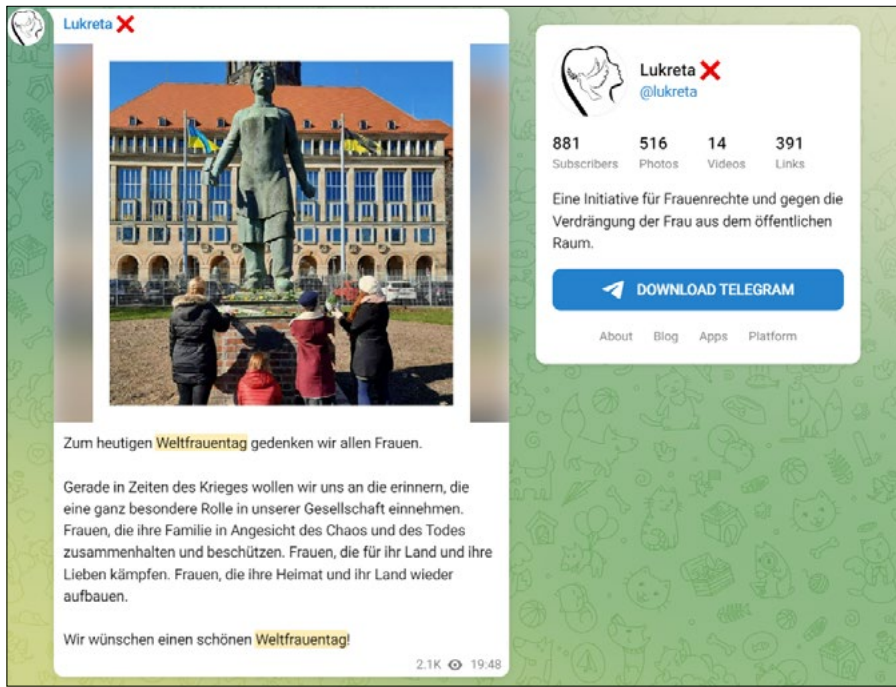 Lukreta ❌
Zum heutigen Weltfrauentag gedenken wir allen Frauen.
Gerade in Zeiten des Krieges wollen wir uns an die erinnern, die
eine ganz besondere Rolle in unserer Gesellschaft einnehmen.
Frauen, die ihre Familie in Angesicht des Chaos und des Todes
zusammenhalten und beschützen. Frauen, die für ihr Land und ihre
Lieben kämpfen. Frauen, die ihre Heimat und ihr Land wieder
aufbauen.
Wir wünschen einen schönen Weltfrauentag!
2.1K 19:48
Lukreta ❌
@lukreta
881 516 14 391
Subscribers Photos Videos Links
Eine Initiative für Frauenrechte und gegen die
Verdrängung der Frau aus dem öffentlichen
Raum.
DOWNLOAD TELEGRAM
About Blog Apps Platform